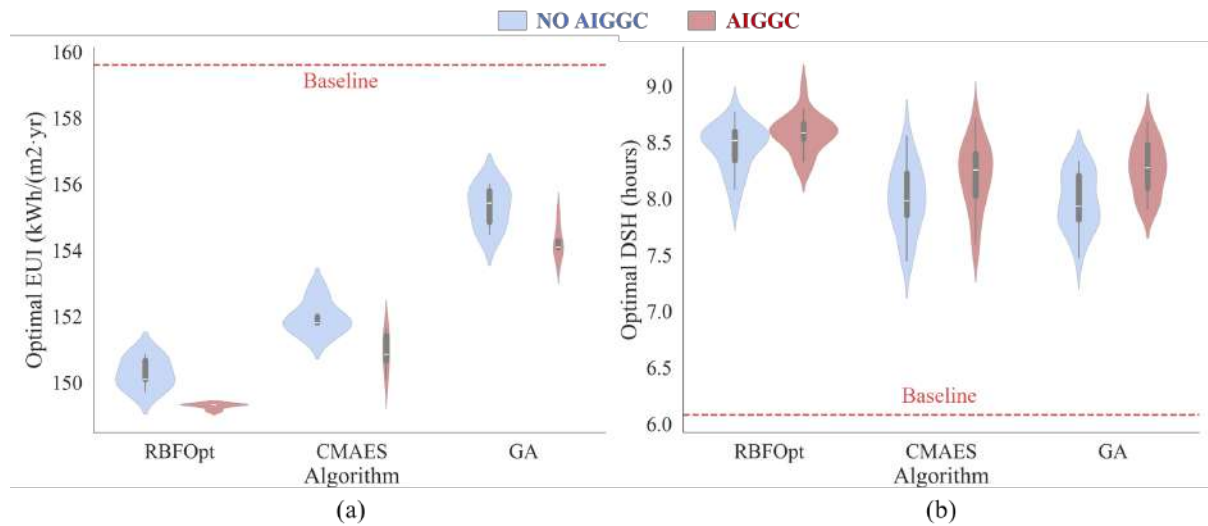 NO AIGGC AIGGC
160
158
156
154
152
150
Optimal EUI (kWh/(m2·yr)
Baseline
RBFOpt CMAES GA
Algorithm
(a)
9.0
8.5
8.0
7.5
7.0
6.5
6.0
Optimal DSH (hours)
Baseline
RBFOpt CMAES GA
Algorithm
(b)